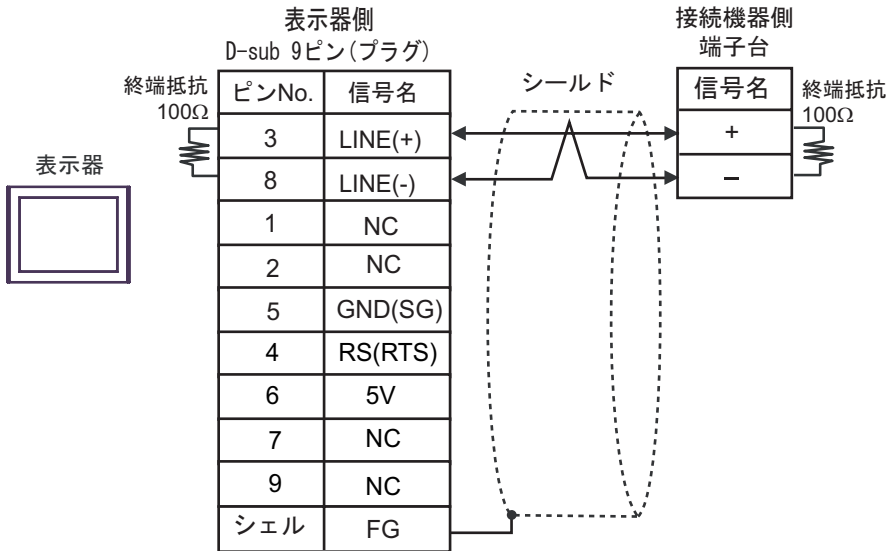 表示器側
D-sub 9ピン(プラグ)
接続機器側
端子台
終端抵抗
100Ω
ピンNo. 信号名
シールド
信号名
終端抵抗
100Ω
3 LINE(+)
+
表示器
8 LINE(-)
–
1 NC
2 NC
5 GND(SG)
4 RS(RTS)
6 5V
7 NC
9 NC
シェル FG